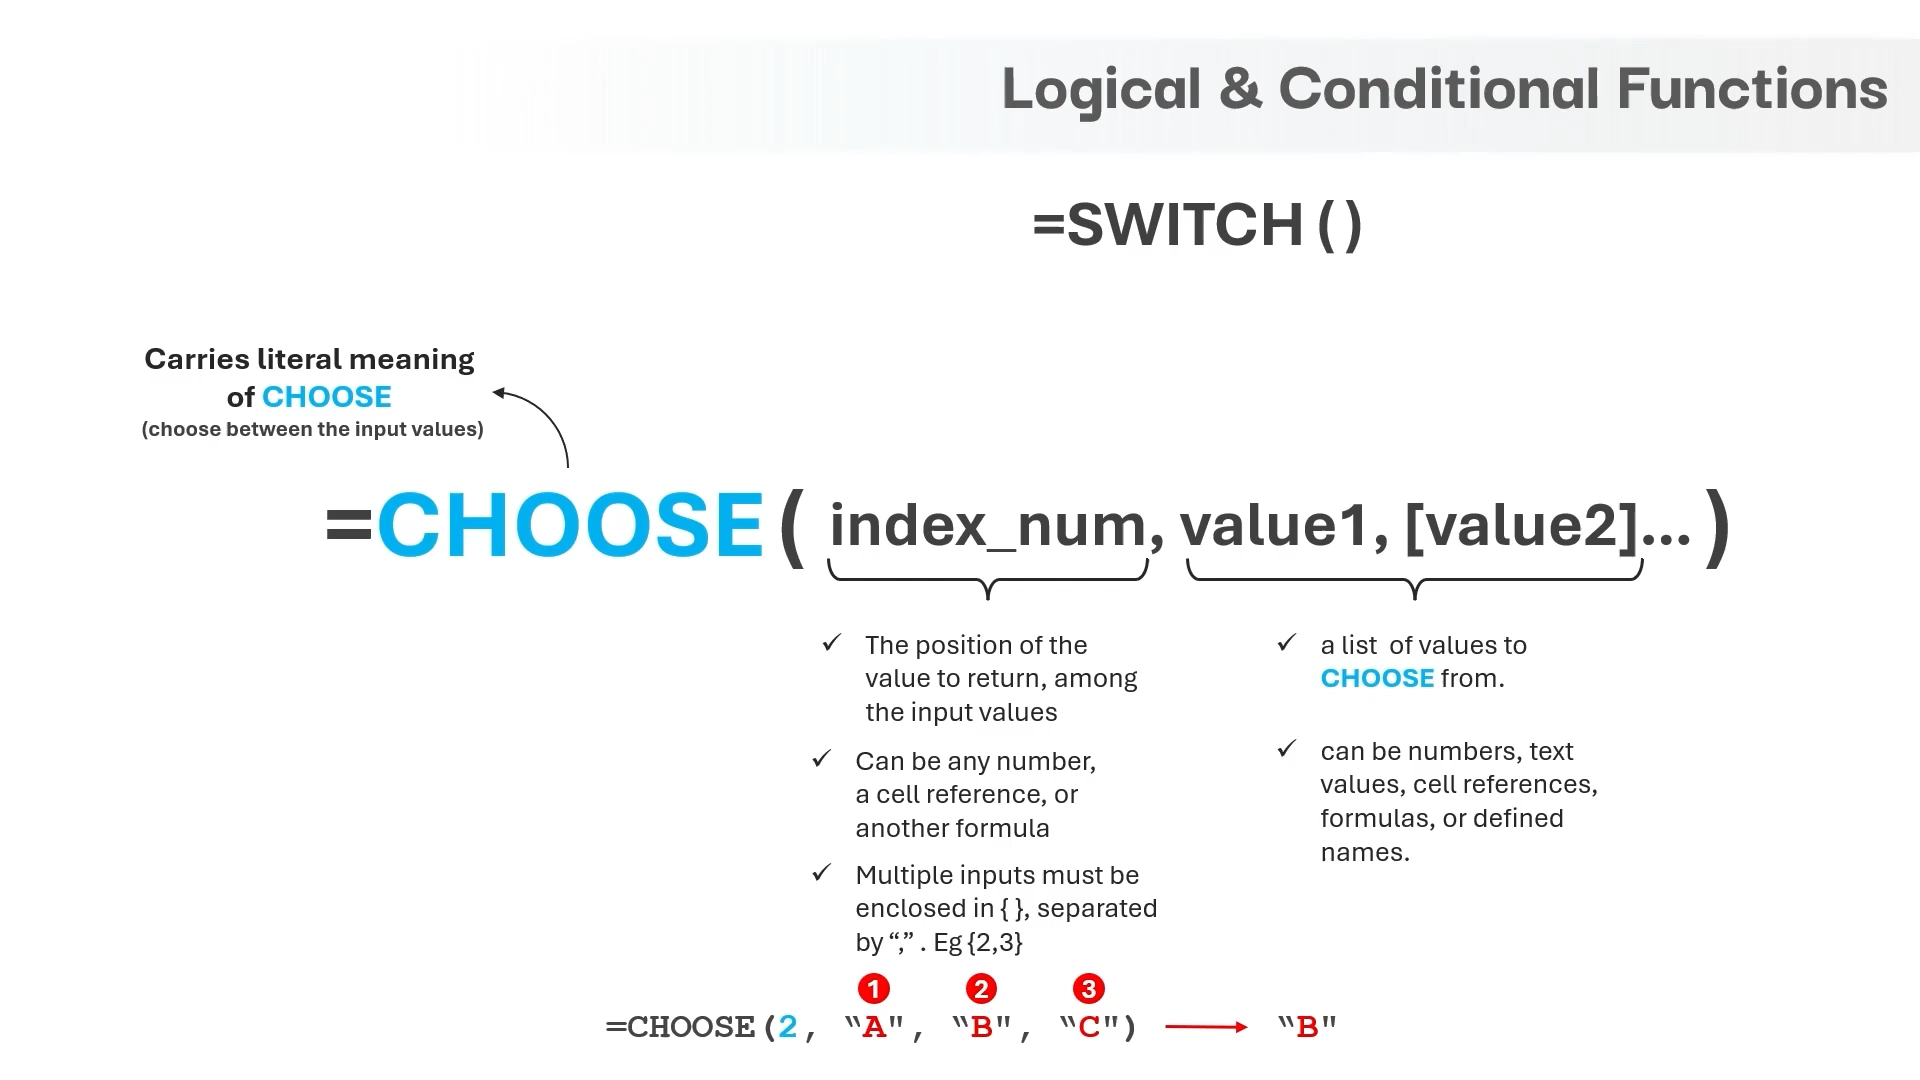 Logical & Conditional Functions
=SWITCH()
Carries literal meaning
of CHOOSE
(choose between the input values)
=CHOOSE( index_num, value1, [value2]... )
✓ The position of the
value to return, among
the input values
✓ Can be any number,
a cell reference, or
another formula
✓ Multiple inputs must be
enclosed in { }, separated
by “,” . Eg {2,3}
✓ a list of values to
CHOOSE from.
✓ can be numbers, text
values, cell references,
formulas, or defined
names.
1 2 3
=CHOOSE(2, “A", “B", “C") → “B"